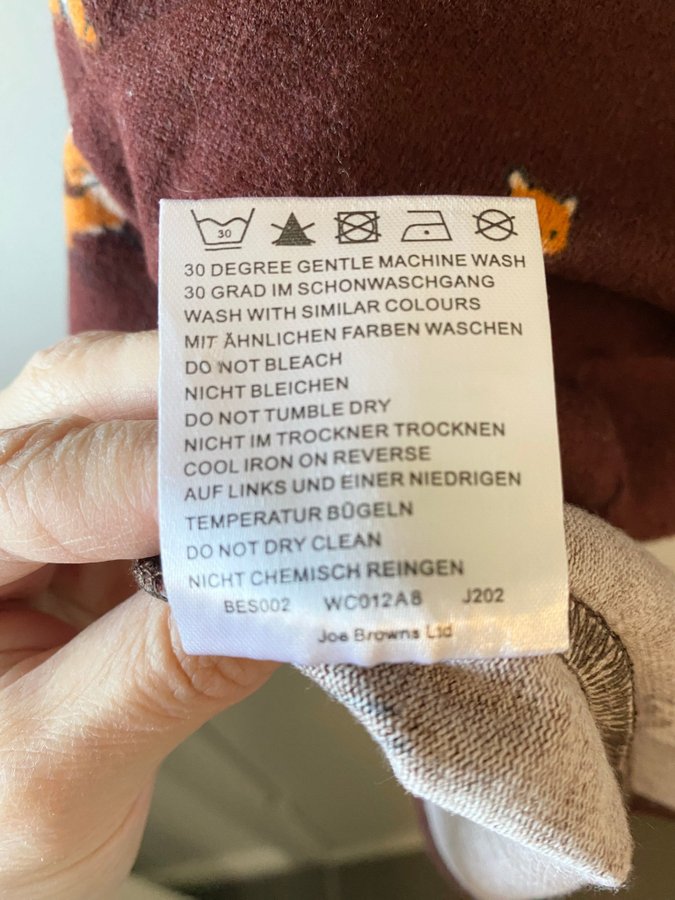 30
30 DEGREE GENTLE MACHINE WASH
30 GRAD IM SCHONWASCHGANG
WASH WITH SIMILAR COLOURS
MIT ÄHNLICHEN FARBEN WASCHEN
DO NOT BLEACH
NICHT BLEICHEN
DO NOT TUMBLE DRY
NICHT IM TROCKNER TROCKNEN
COOL IRON ON REVERSE
AUF LINKS UND EINER NIEDRIGEN
TEMPERATUR BÜGELN
DO NOT DRY CLEAN
NICHT CHEMISCH REINGEN
BES002 WC012A8 J202
Joe Browns Ltd